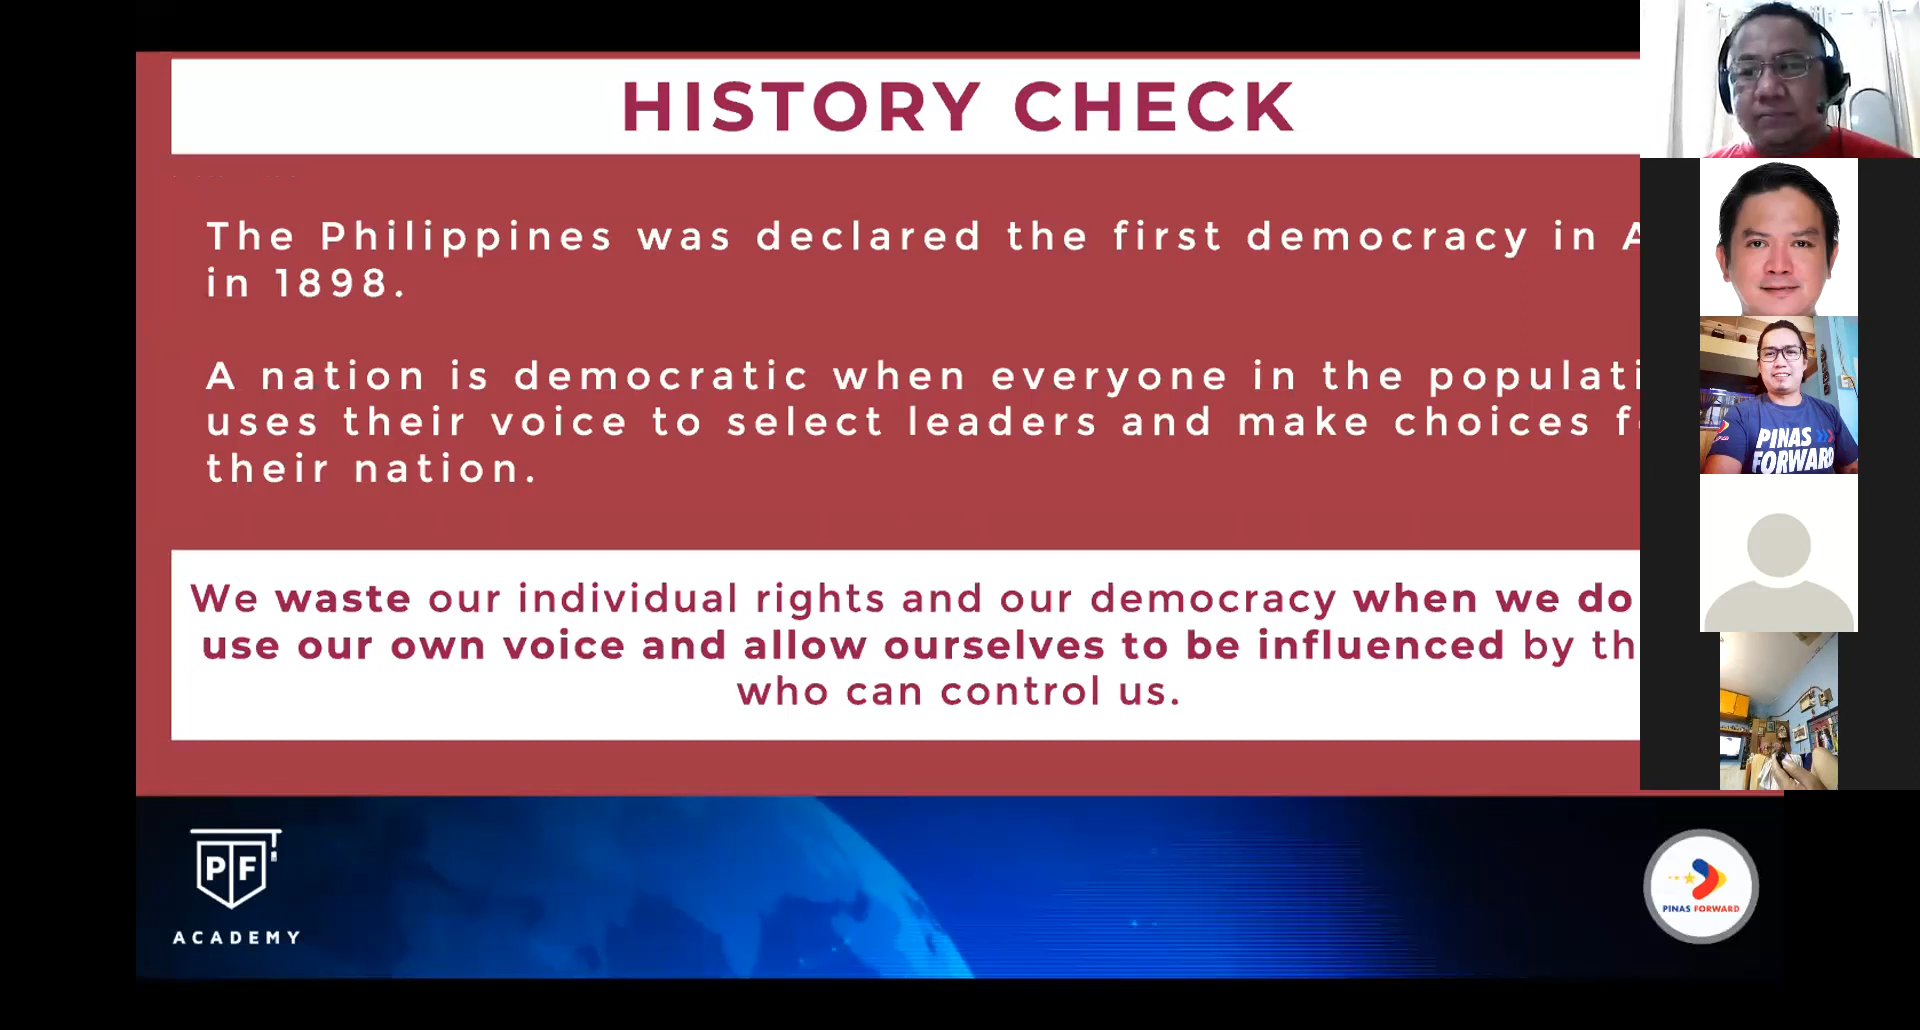 HISTORY CHECK
The Philippines was declared the first democracy in A
in 1898.
A nation is democratic when everyone in the populati
uses their voice to select leaders and make choices f
their nation.
We waste our individual rights and our democracy when we do
use our own voice and allow ourselves to be influenced by th
who can control us.
PINAS
FORWARD
PF
ACADEMY
PINAS FORWARD